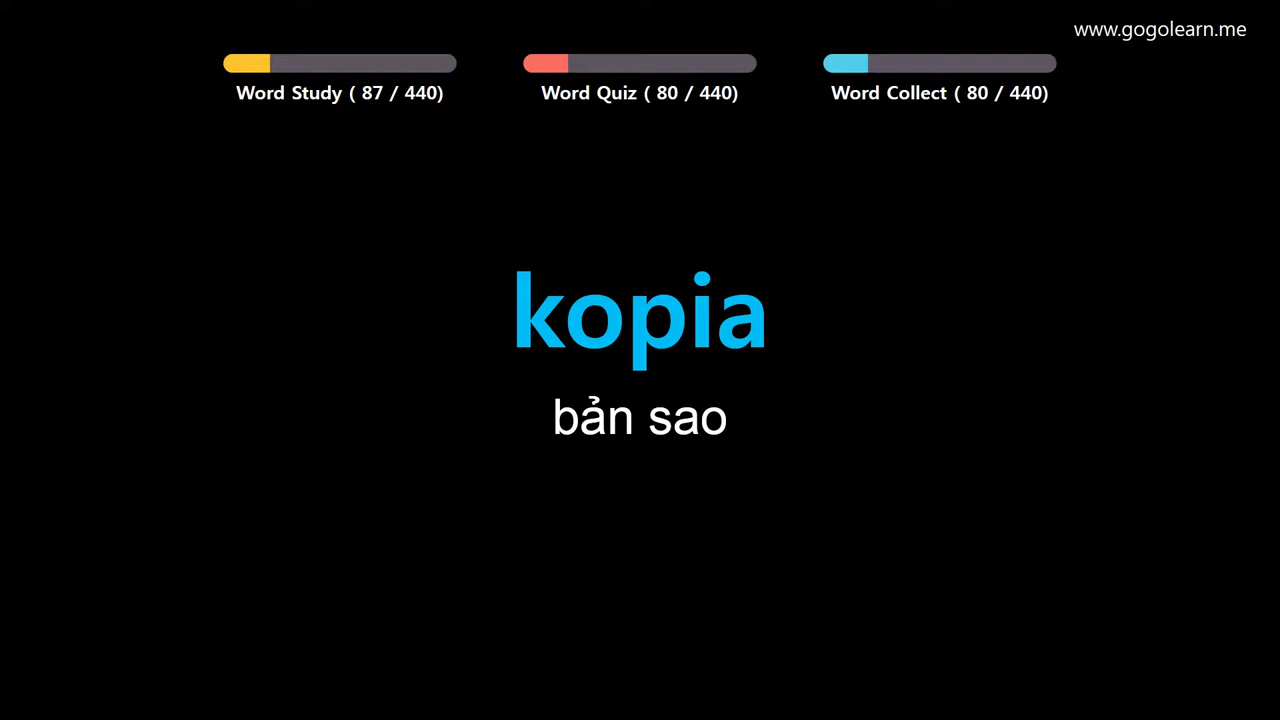 www.gogolearn.me
Word Study ( 87 / 440)
Word Quiz ( 80 / 440)
Word Collect ( 80 / 440)
kopia
bản sao